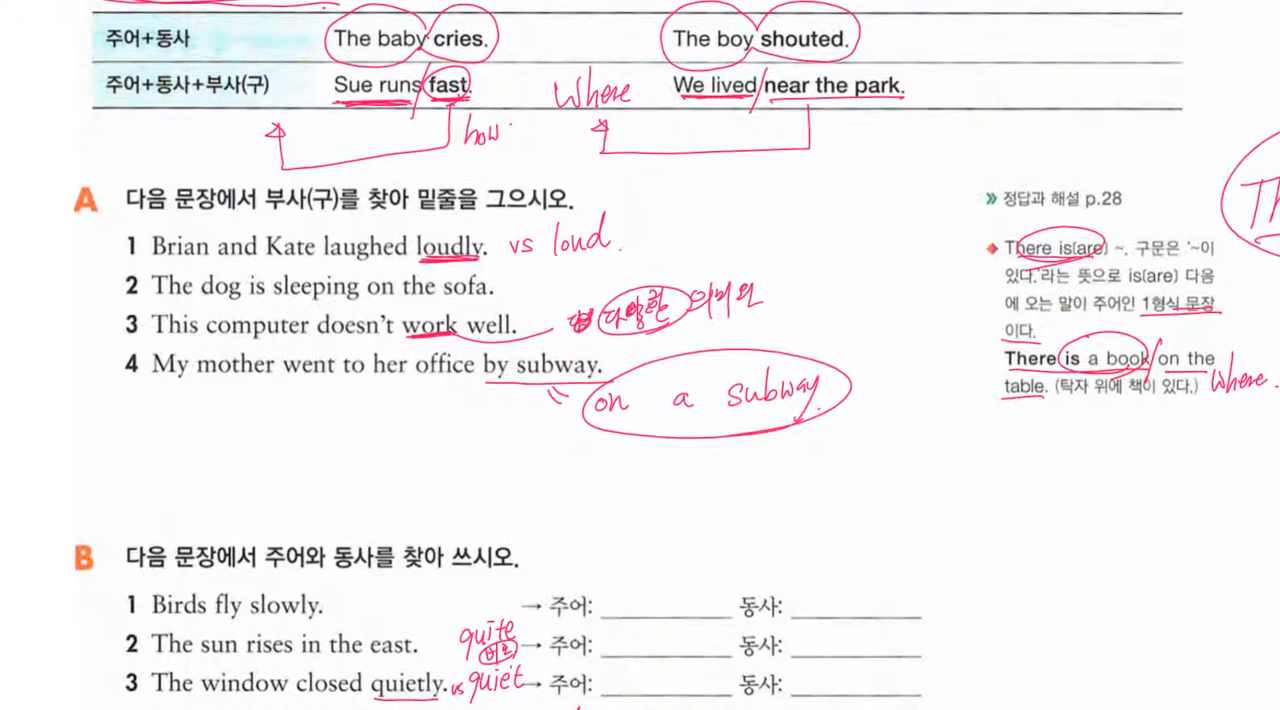 주어+동사 The baby cries. The boy shouted.
주어+동사+부사(구) Sue runs fast. Where We lived near the park.
how
A 다음 문장에서 부사(구)를 찾아 밑줄을 그으시오.
1 Brian and Kate laughed loudly. vs loud.
2 The dog is sleeping on the sofa.
3 This computer doesn't work well. 다양한 의미의
4 My mother went to her office by subway.
on a subway
» 정답과 해설 p.28
There is(are) ~. 구문은 '~이
있다.'라는 뜻으로 is(are) 다음
에 오는 말이 주어인 1형식 문장
이다.
There is a book on the
table. (탁자 위에 책이 있다.) where.
Th
B 다음 문장에서 주어와 동사를 찾아 쓰시오.
1 Birds fly slowly. → 주어: 동사:
quite
2 The sun rises in the east. → 주어: 동사:
3 The window closed quietly. vs quiet → 주어: 동사: